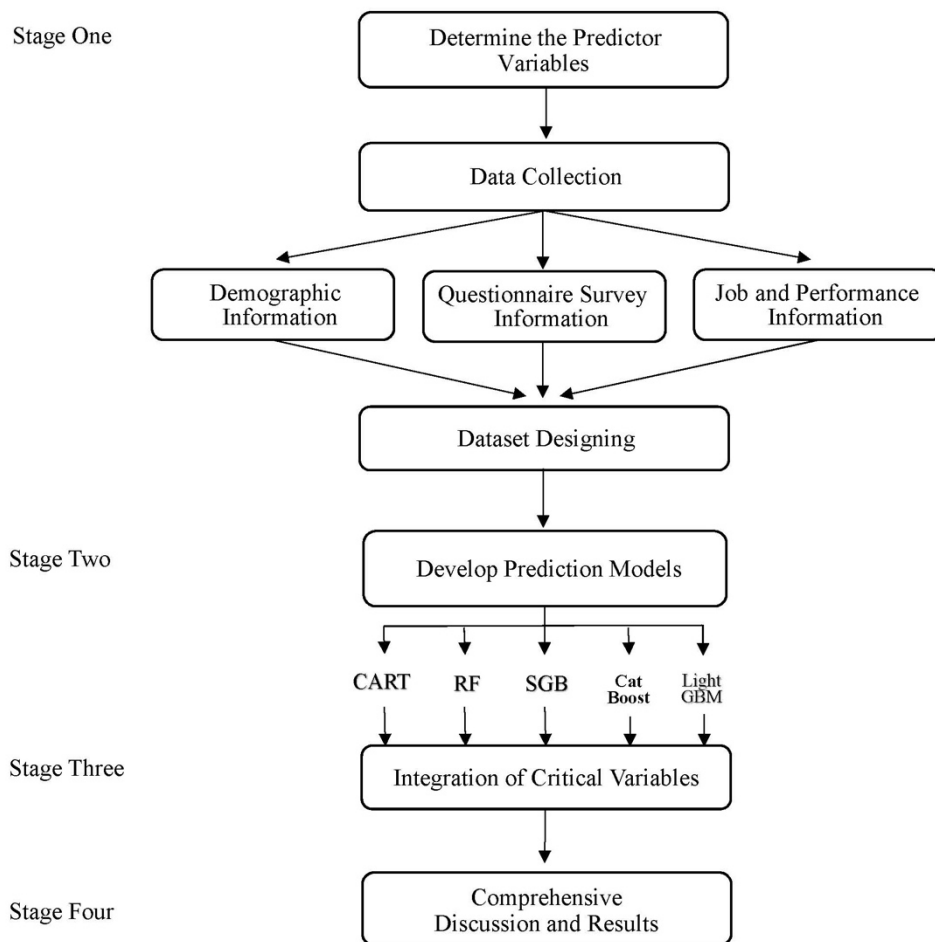 Stage One
Determine the Predictor
Variables
Data Collection
Demographic
Information
Questionnaire Survey
Information
Job and Performance
Information
Dataset Designing
Stage Two
Develop Prediction Models
CART
RF
SGB
Cat
Boost
Light
GBM
Stage Three
Integration of Critical Variables
Stage Four
Comprehensive
Discussion and Results